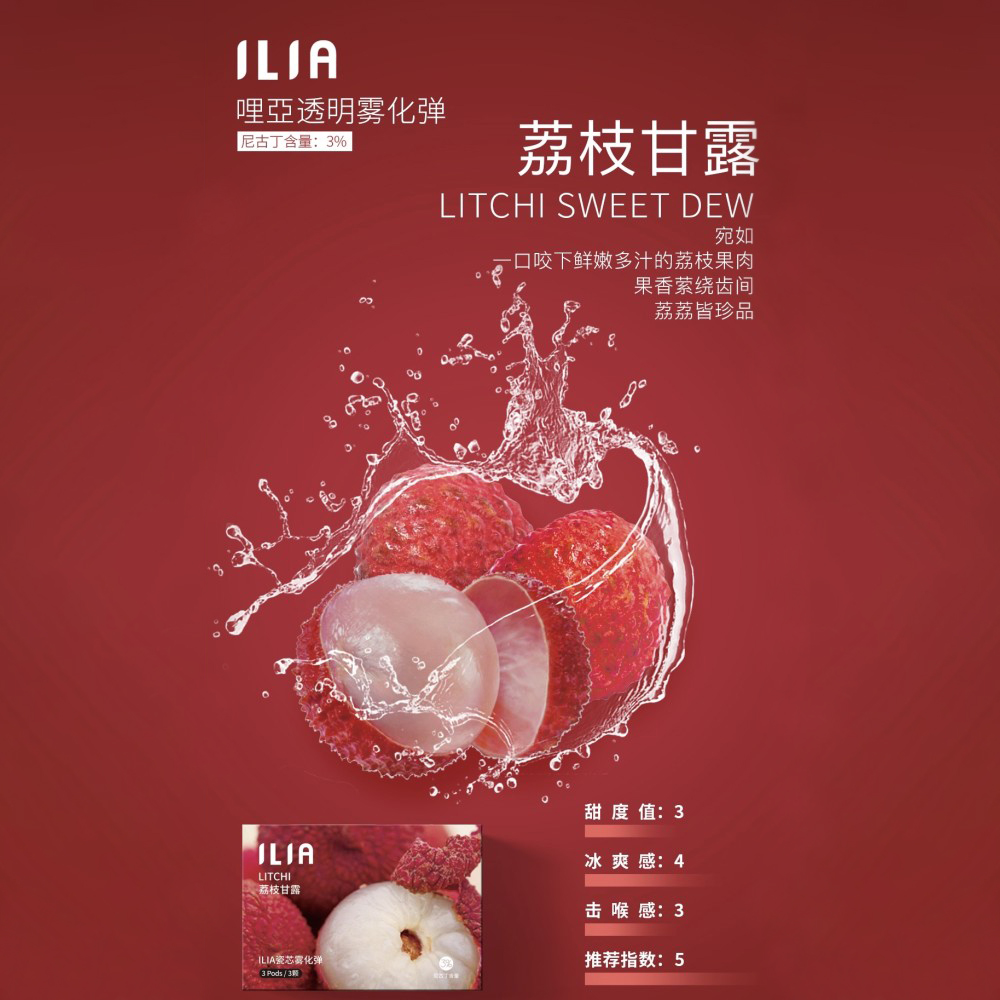 ILIA
哩亞透明雾化弹
尼古丁含量：3%
荔枝甘露
LITCHI SWEET DEW
宛如
一口咬下鲜嫩多汁的荔枝果肉
果香萦绕齿间
荔荔皆珍品
甜度值：3
冰爽感：4
击喉感：3
推荐指数：5
ILIA
LITCHI
荔枝甘露
ILIA瓷芯雾化弹
3 Pods / 3颗